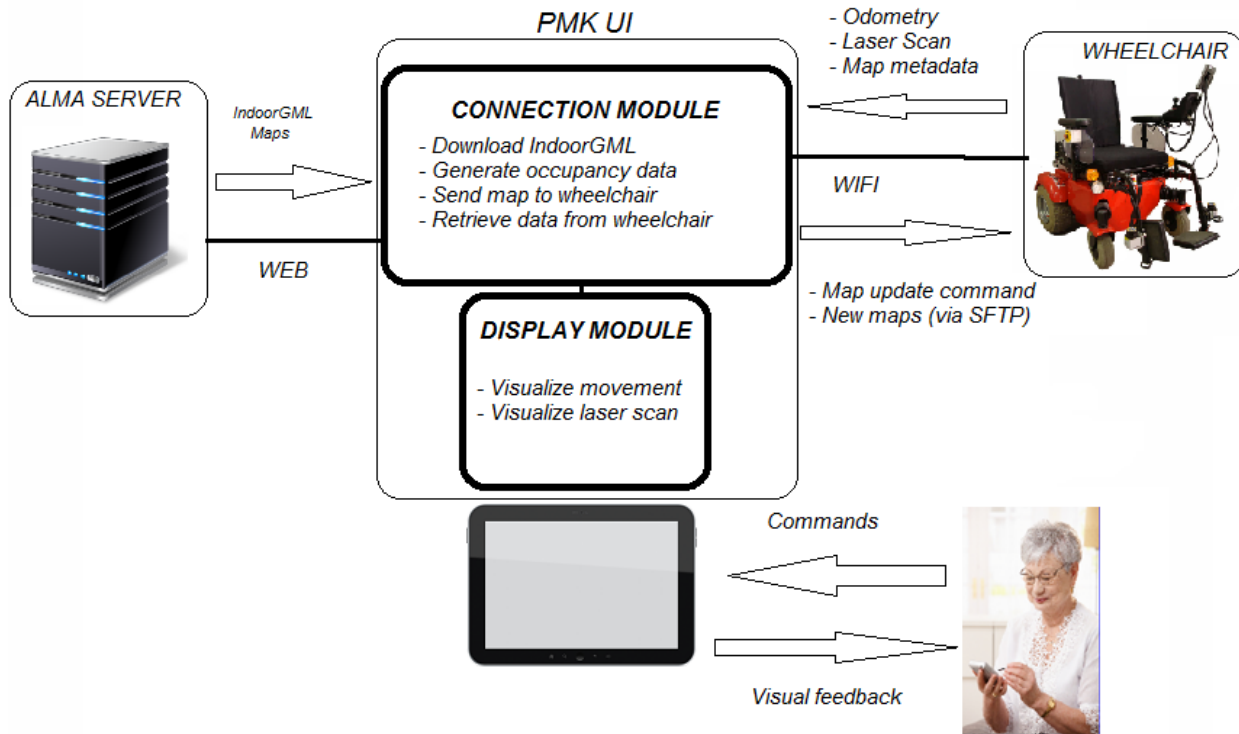 PMK UI
- Odometry
- Laser Scan
- Map metadata
WHEELCHAIR
ALMA SERVER
IndoorGML
Maps
CONNECTION MODULE
- Download IndoorGML
- Generate occupancy data
- Send map to wheelchair
- Retrieve data from wheelchair
WIFI
WEB
- Map update command
- New maps (via SFTP)
DISPLAY MODULE
- Visualize movement
- Visualize laser scan
Commands
Visual feedback